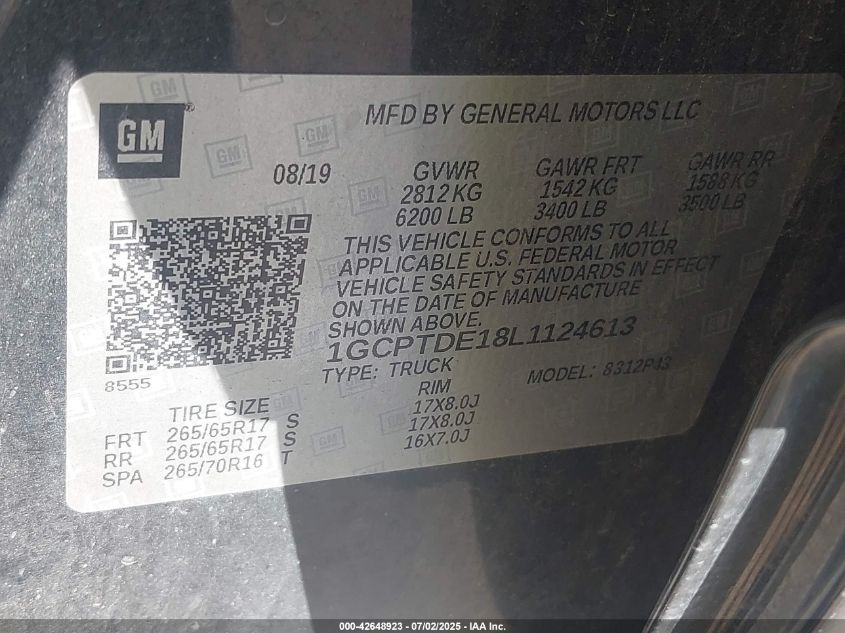 GM
MFD BY GENERAL MOTORS LLC
08/19
GVWR GAWR FRT GAWR RR
2812 KG 1542 KG 1588 KG
6200 LB 3400 LB 3500 LB
THIS VEHICLE CONFORMS TO ALL
APPLICABLE U.S. FEDERAL MOTOR
VEHICLE SAFETY STANDARDS IN EFFECT
ON THE DATE OF MANUFACTURE
SHOWN ABOVE.
1GCPTDE18L1124613
8555
TYPE: TRUCK MODEL: 8312P43
TIRE SIZE RIM
FRT 265/65R17 S 17X8.0J
RR 265/65R17 S 17X8.0J
SPA 265/70R16 T 16X7.0J
000-42648923 / 07/02/2025 - IAA Inc.